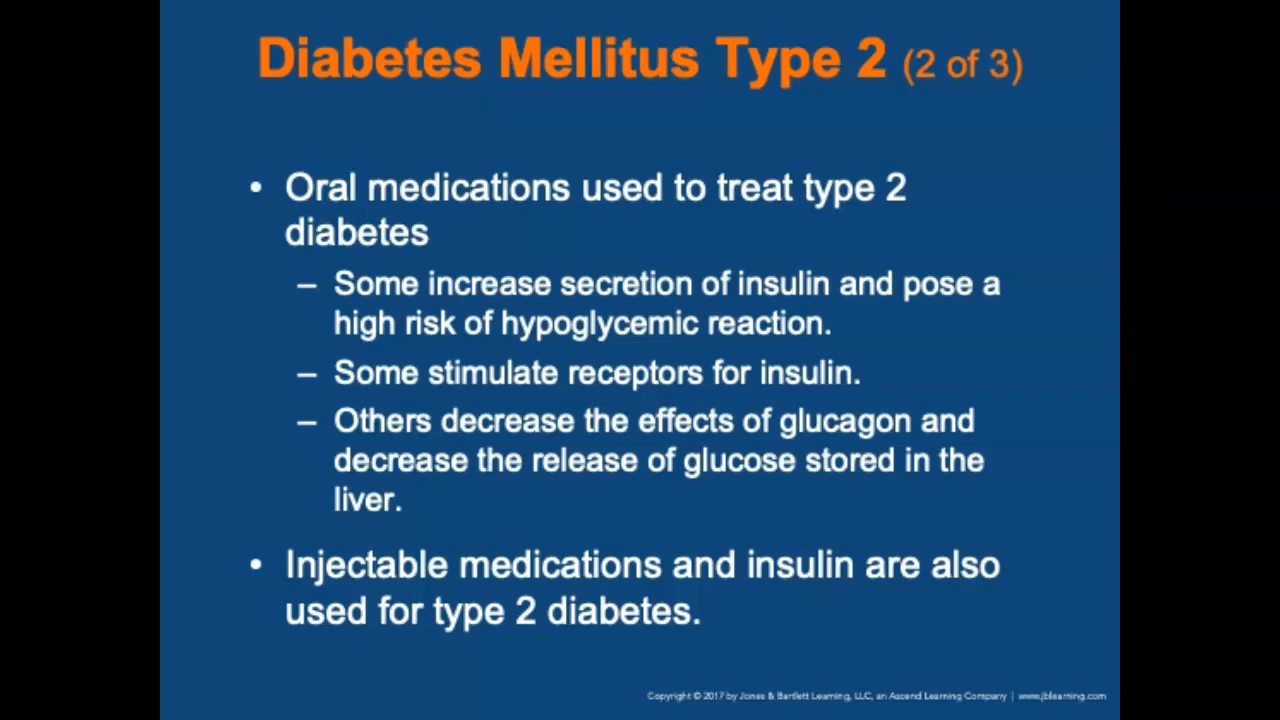 Diabetes Mellitus Type 2 (2 of 3)
• Oral medications used to treat type 2
diabetes
– Some increase secretion of insulin and pose a
high risk of hypoglycemic reaction.
– Some stimulate receptors for insulin.
– Others decrease the effects of glucagon and
decrease the release of glucose stored in the
liver.
• Injectable medications and insulin are also
used for type 2 diabetes.
Copyright © 2017 by Jones & Bartlett Learning, LLC, an Ascend Learning Company | www.jblearning.com